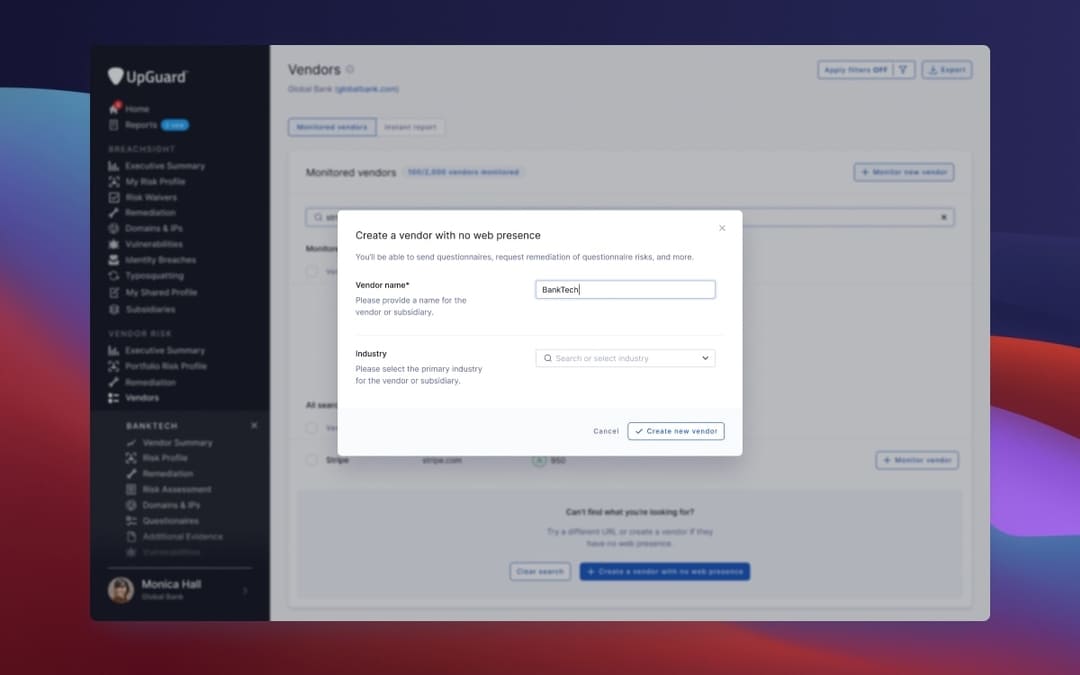 UpGuard
Home
Reports
BREACHSIGHT
Executive Summary
My Risk Profile
Risk Waivers
Remediation
Domains & IPs
Vulnerabilities
Identity Breaches
Typosquatting
My Shared Profile
Subsidiaries
VENDOR RISK
Executive Summary
Portfolio Risk Profile
Remediation
Vendors
BANKTECH
Vendor Summary
Risk Profile
Remediation
Risk Assessment
Domains & IPs
Questionnaires
Additional Evidence
Vulnerabilities
Monica Hall
Global Bank
Vendors
Apply filters OFF
Export
Global Bank (globalbank.com)
Monitored vendors
Instant report
Monitored vendors 100/2,000 vendors monitored
+ Monitor new vendor
Create a vendor with no web presence
You'll be able to send questionnaires, request remediation of questionnaire risks, and more.
Vendor name*
Please provide a name for the
vendor or subsidiary.
BankTech
Industry
Please select the primary industry
for the vendor or subsidiary.
Search or select industry
Cancel
Create new vendor
Stripe stripe.com A 950
+ Monitor vendor
Can't find what you're looking for?
Try a different URL, or create a vendor if they
have no web presence.
Clear search
+ Create a vendor with no web presence